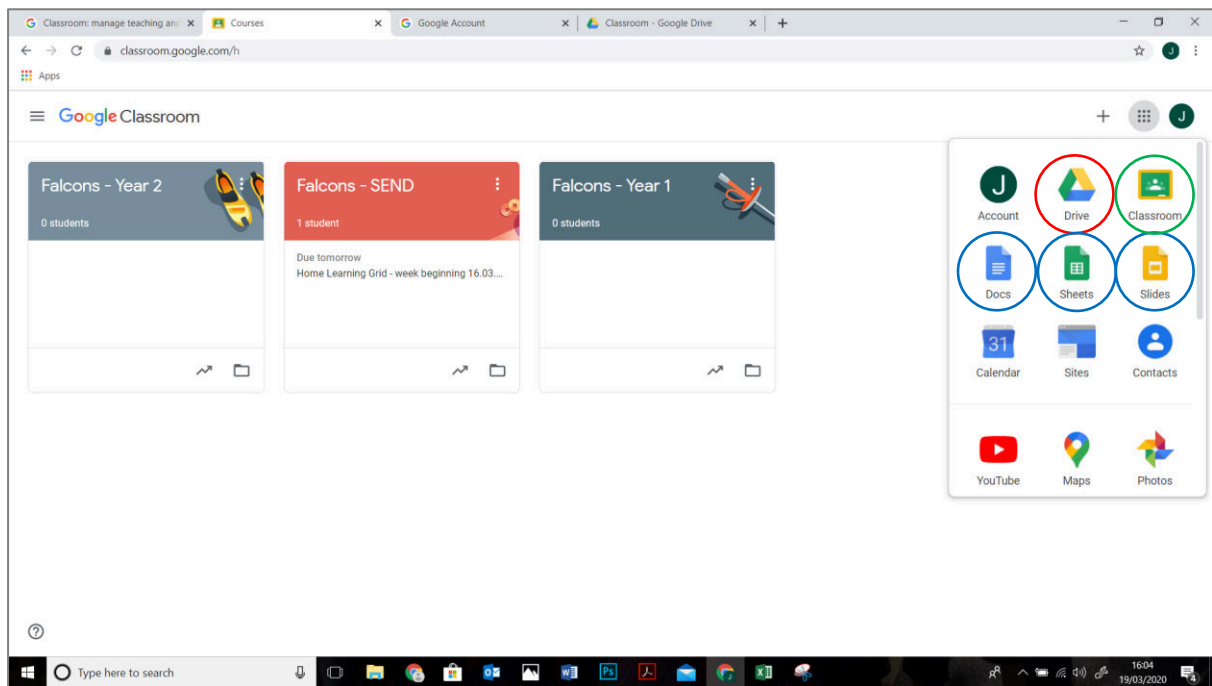 Classroom: manage teaching and
Courses
Google Account
Classroom - Google Drive
classroom.google.com/h
Apps
Google Classroom
J
J
Falcons - Year 2
0 students
Falcons - SEND
1 student
Due tomorrow
Home Learning Grid - week beginning 16.03....
Falcons - Year 1
0 students
J
Account
Drive
Classroom
Docs
Sheets
Slides
31
Calendar
Sites
Contacts
YouTube
Maps
Photos
Type here to search
16:04
19/03/2020
4